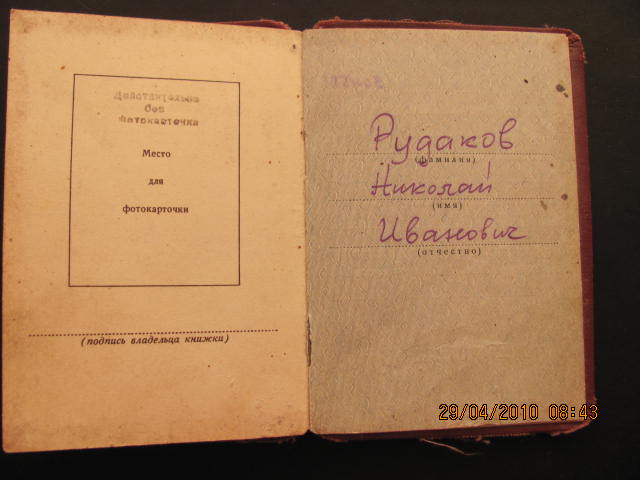 Действительно
без
фотокарточки
Место
для
фотокарточки
(подпись владельца книжки)
Рудаков
(фамилия)
Николай
(имя)
Иванович
(отчество)
29/04/2010 08:43